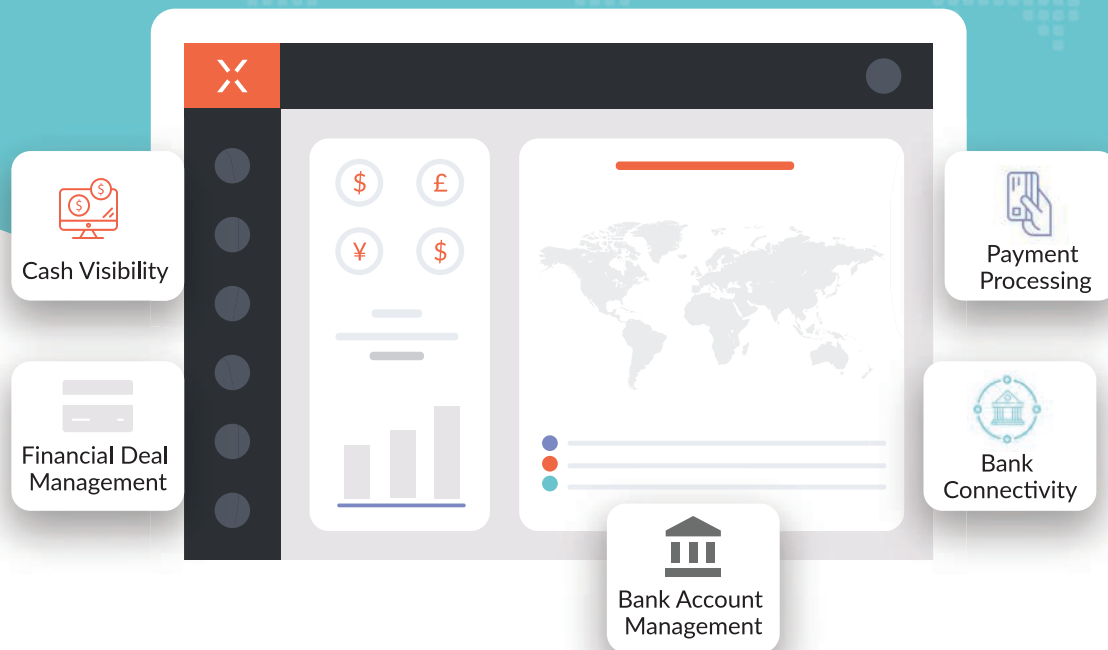 X
$ £
¥ $
Cash Visibility
Financial Deal
Management
Payment
Processing
Bank
Connectivity
Bank Account
Management